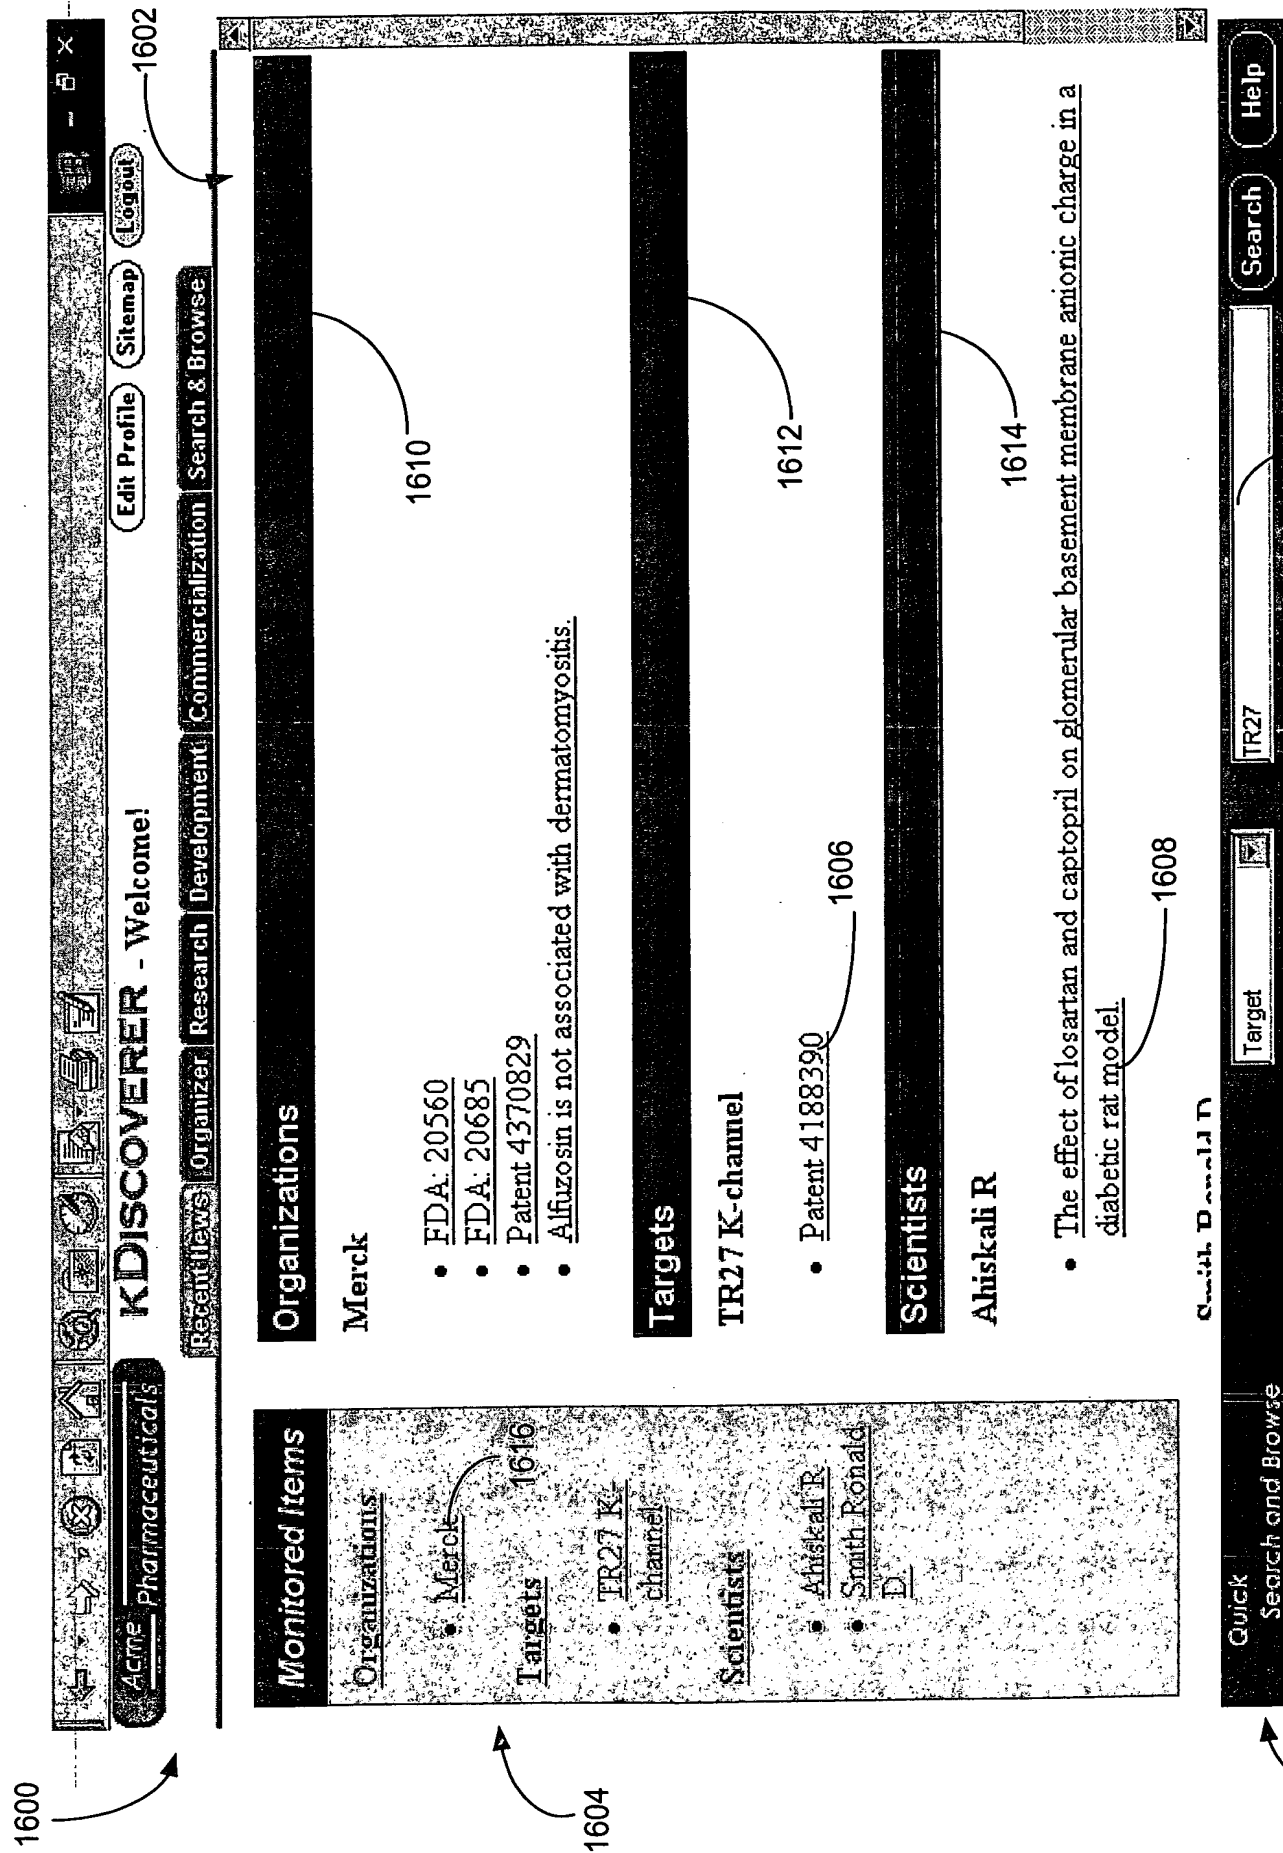 1600
1602
Acme Pharmaceuticals
KDISCOVERER - Welcome!
Edit Profile Sitemap Logout
Recent News Organizer Research Development Commercialization Search & Browse
Monitored Items
Organizations
• Merck
1616
Targets
• TR27 K-
channel
Scientists
• Ahiskali R
• Smith Ronald
D
1604
Organizations
1610
Merck
• FDA: 20560
• FDA: 20685
• Patent 4370829
• Alfuzosin is not associated with dermatomyositis.
Targets
1612
TR27 K-channel
• Patent 4188390
1606
Scientists
1614
Ahiskali R
• The effect of losartan and captopril on glomerular basement membrane anionic charge in a
diabetic rat model.
1608
Smith Ronald D
Quick
Search and Browse
Target
TR27
Search
Help